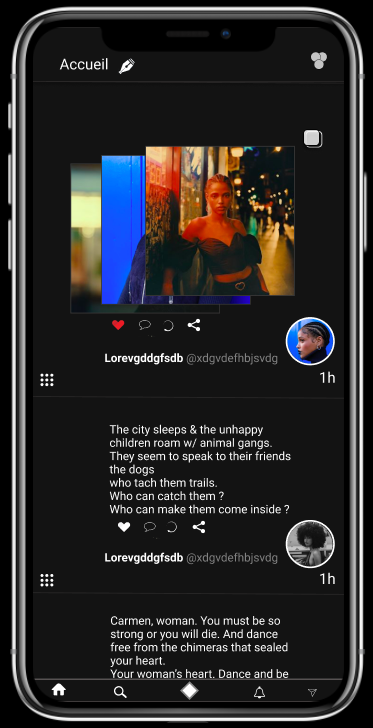 Accueil
Lorevgddgfsdb @xdgvdefhbjsvdg
1h
The city sleeps & the unhappy
children roam w/ animal gangs.
They seem to speak to their friends
the dogs
who tach them trails.
Who can catch them ?
Who can make them come inside ?
Lorevgddgfsdb @xdgvdefhbjsvdg
1h
Carmen, woman. You must be so
strong or you will die. And dance
free from the chimeras that sealed
your heart.
Your woman's heart. Dance and be